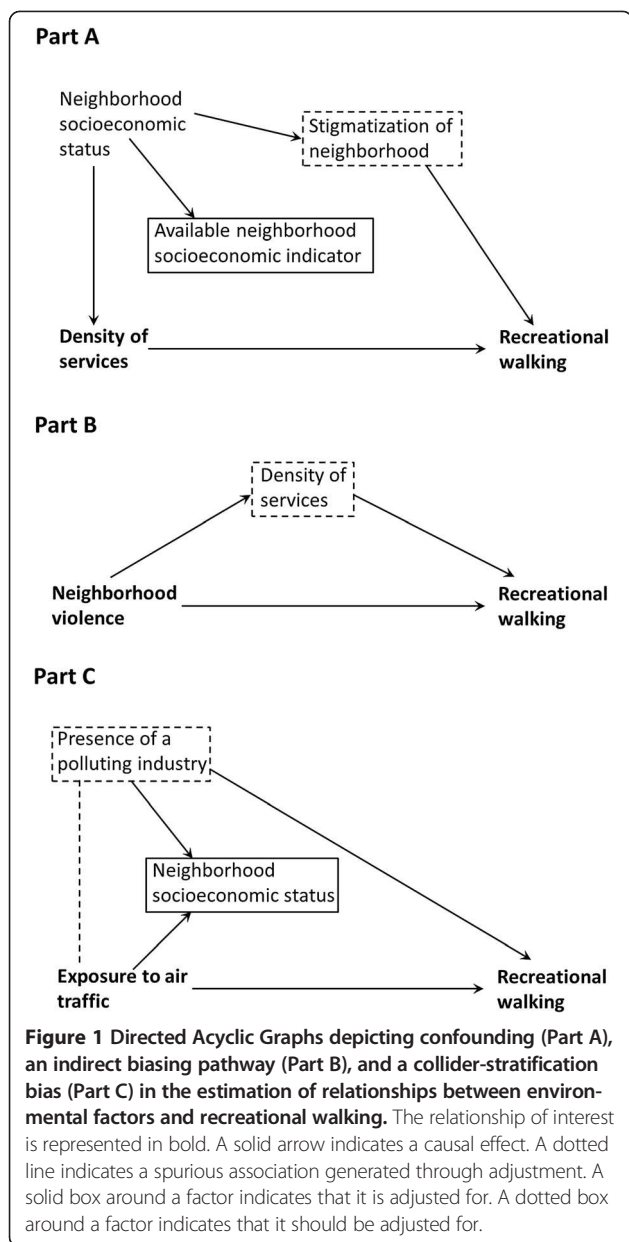 Part A
Neighborhood
socioeconomic
status
Stigmatization of
neighborhood
Available neighborhood
socioeconomic indicator
Density of
services
Recreational
walking
Part B
Density of
services
Neighborhood
violence
Recreational
walking
Part C
Presence of a
polluting industry
Neighborhood
socioeconomic status
Exposure to air
traffic
Recreational
walking
Figure 1 Directed Acyclic Graphs depicting confounding (Part A),
an indirect biasing pathway (Part B), and a collider-stratification
bias (Part C) in the estimation of relationships between environ-
mental factors and recreational walking. The relationship of interest
is represented in bold. A solid arrow indicates a causal effect. A dotted
line indicates a spurious association generated through adjustment. A
solid box around a factor indicates that it is adjusted for. A dotted box
around a factor indicates that it should be adjusted for.